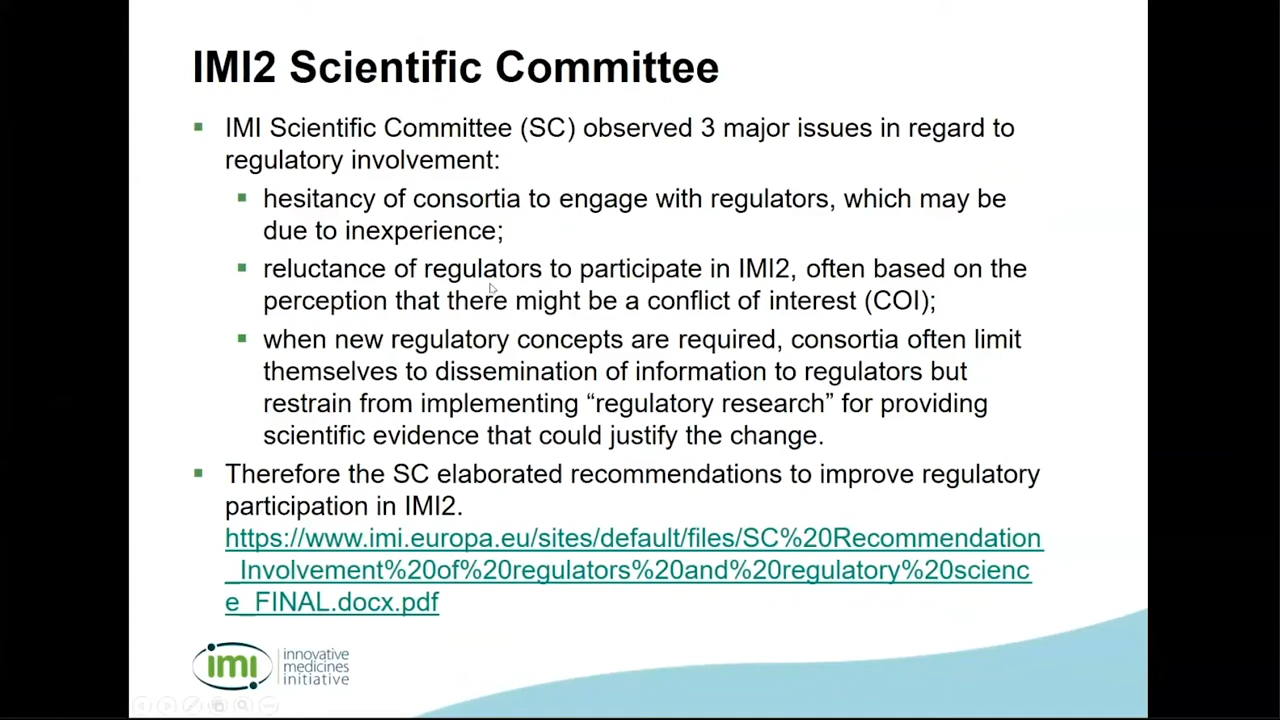 IMI2 Scientific Committee
IMI Scientific Committee (SC) observed 3 major issues in regard to
regulatory involvement:
hesitancy of consortia to engage with regulators, which may be
due to inexperience;
reluctance of regulators to participate in IMI2, often based on the
perception that there might be a conflict of interest (COI);
when new regulatory concepts are required, consortia often limit
themselves to dissemination of information to regulators but
restrain from implementing “regulatory research” for providing
scientific evidence that could justify the change.
Therefore the SC elaborated recommendations to improve regulatory
participation in IMI2.
https://www.imi.europa.eu/sites/default/files/SC%20Recommendation
_Involvement%20of%20regulators%20and%20regulatory%20scienc
e_FINAL.docx.pdf
imi
innovative
medicines
initiative